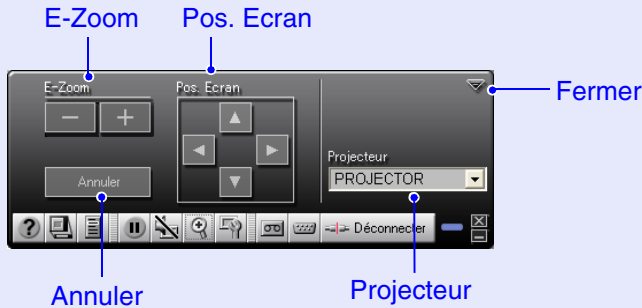 E-Zoom
Pos. Ecran
Fermer
E-Zoom
Pos. Ecran
Annuler
Projecteur
PROJECTOR
Déconnecter
Annuler
Projecteur